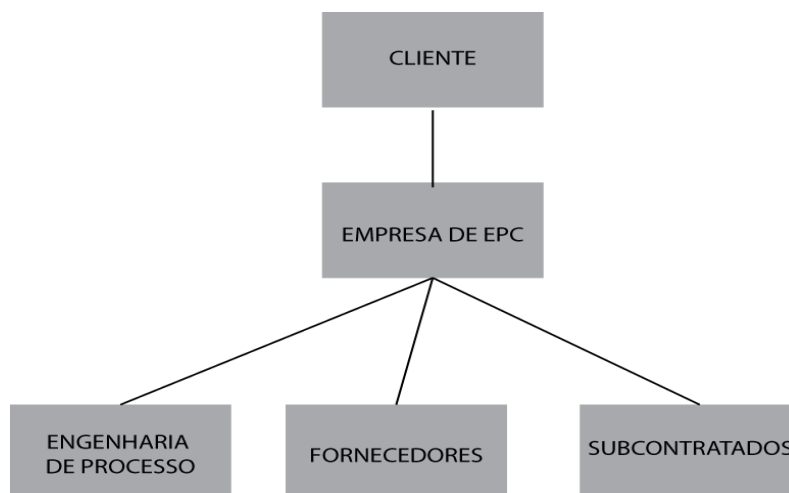 CLIENTE
EMPRESA DE EPC
ENGENHARIA
DE PROCESSO
FORNECEDORES
SUBCONTRATADOS